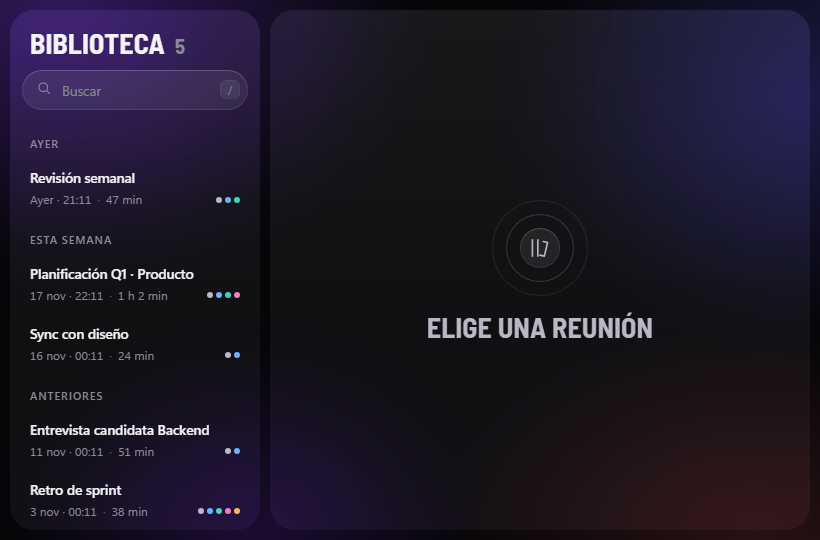 BIBLIOTECA 5
Buscar /
AYER
Revisión semanal
Ayer · 21:11 · 47 min
ESTA SEMANA
Planificación Q1 · Producto
17 nov · 22:11 · 1 h 2 min
Sync con diseño
16 nov · 00:11 · 24 min
ANTERIORES
Entrevista candidata Backend
11 nov · 00:11 · 51 min
Retro de sprint
3 nov · 00:11 · 38 min
ELIGE UNA REUNIÓN